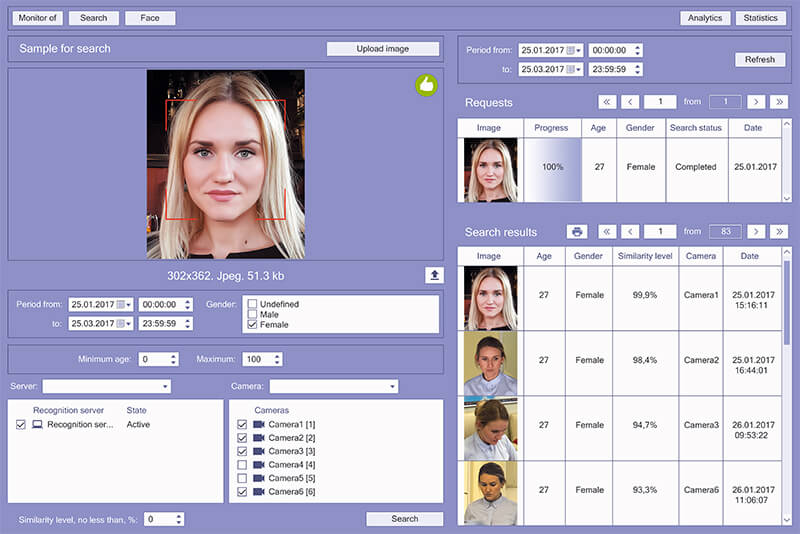 Monitor of Search Face Analytics Statistics
Sample for search Upload image
302x362. Jpeg. 51.3 kb
Period from: 25.01.2017 00:00:00
to: 25.03.2017 23:59:59
Gender: Undefined
Male
Female
Minimum age: 0 Maximum: 100
Server: Camera:
Recognition server State
Recognition ser... Active
Cameras
Camera1 [1]
Camera2 [2]
Camera3 [3]
Camera4 [4]
Camera5 [5]
Camera6 [6]
Similarity level, no less than, %: 0 Search
Period from: 25.01.2017 00:00:00
to: 25.03.2017 23:59:59
Refresh
Requests 1 from 1
Image Progress Age Gender Search status Date
100% 27 Female Completed 25.01.2017
Search results 1 from 83
Image Age Gender Similarity level Camera Date
27 Female 99,9% Camera1 25.01.2017
15:16:11
27 Female 98,4% Camera2 25.01.2017
16:44:01
27 Female 94,7% Camera3 26.01.2017
09:53:22
27 Female 93,3% Camera6 26.01.2017
11:06:07